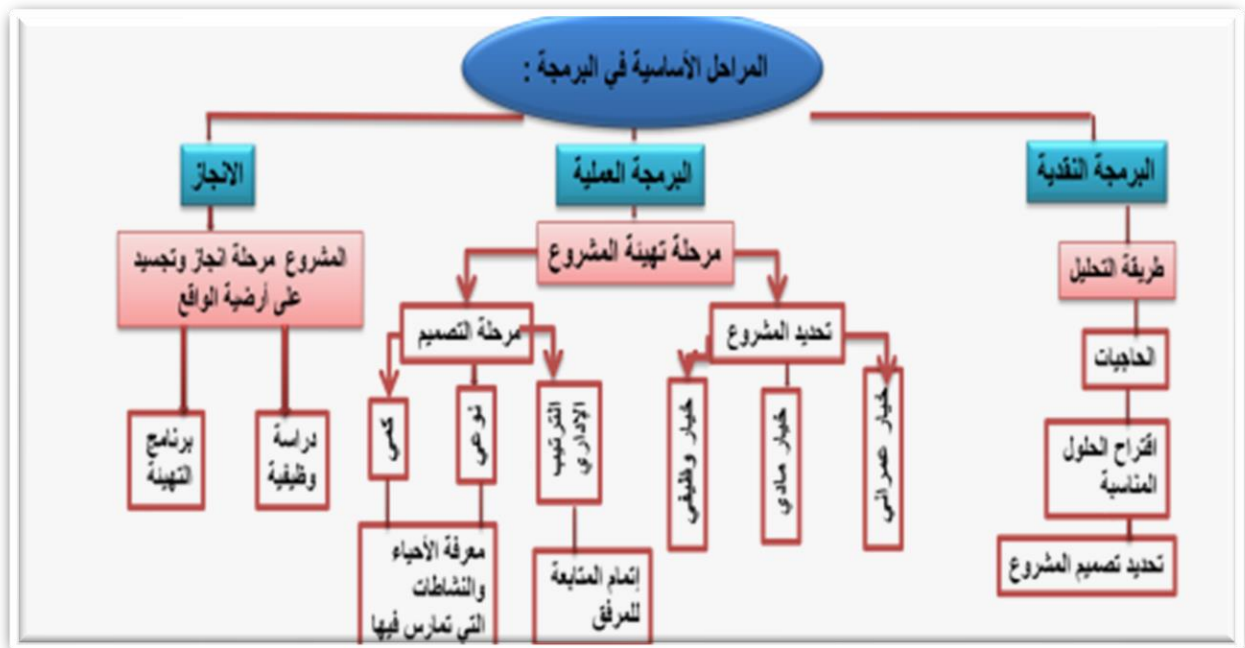 المراحل الأساسية في البرمجة :
البرمجة النقدية
طريقة التحليل
الحاجيات
اقتراح الحلول
المناسبة
تحديد تصميم المشروع
البرمجة العملية
مرحلة تهيئة المشروع
تحديد المشروع
خيار عمراني
خيار مادي
خيار وظيفي
مرحلة التصميم
الترتيب
الإداري
نوعي
كمي
إتمام المتابعة
للمرفق
معرفة الأحياء
والنشاطات
التي تمارس فيها
الانجاز
المشروع مرحلة انجاز وتجسيد
على أرضية الواقع
دراسة
وظيفية
برنامج
التهيئة